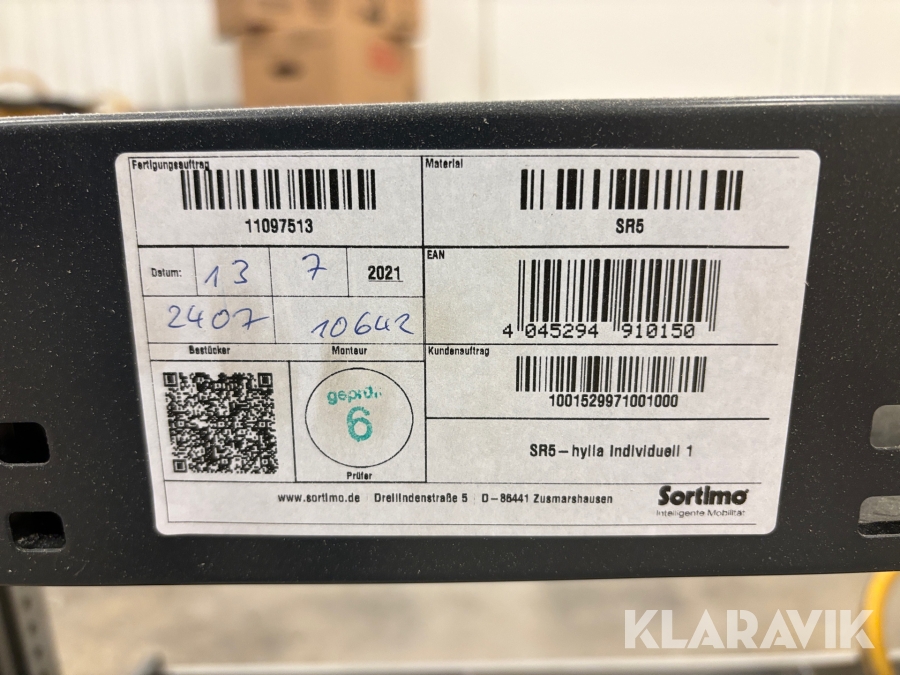 Fertigungsauftrag
11097513
Material
SR5
Datum: 13 7 2021
2407 10642
Bestücker Monteur
EAN
4 045294 910150
Kundenauftrag
1001529971001000
geprüft
6
Prüfer
SR5-hylla individuell 1
www.sortimo.de Dreilindenstraße 5 D-86441 Zusmarshausen
Sortimo
Intelligente Mobilität
KLARAVIK